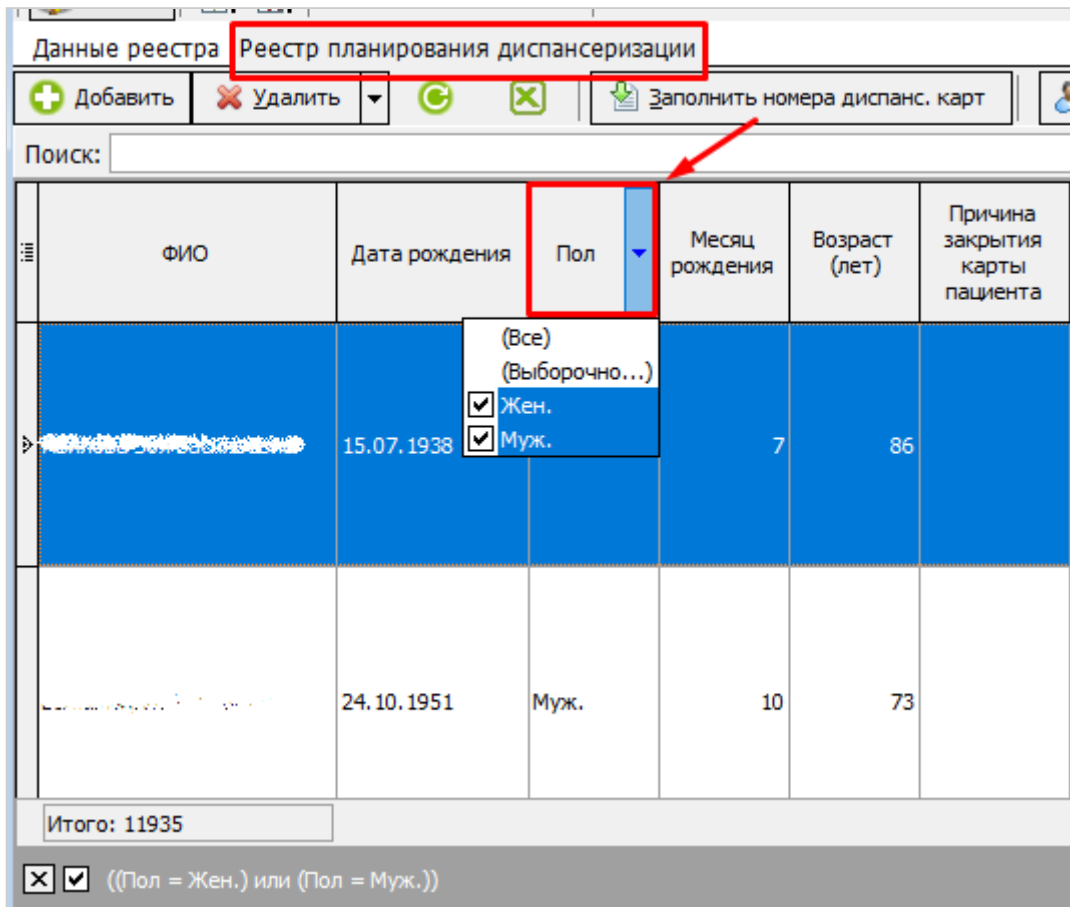 Данные реестра Реестр планирования диспансеризации
Добавить Удалить Заполнить номера диспанс. карт
Поиск:
ФИО Дата рождения Пол Месяц рождения Возраст (лет) Причина закрытия карты пациента
(Все)
(Выборочно...)
Жен.
Муж.
15.07.1938 7 86
24.10.1951 Муж. 10 73
Итого: 11935
((Пол = Жен.) или (Пол = Муж.))